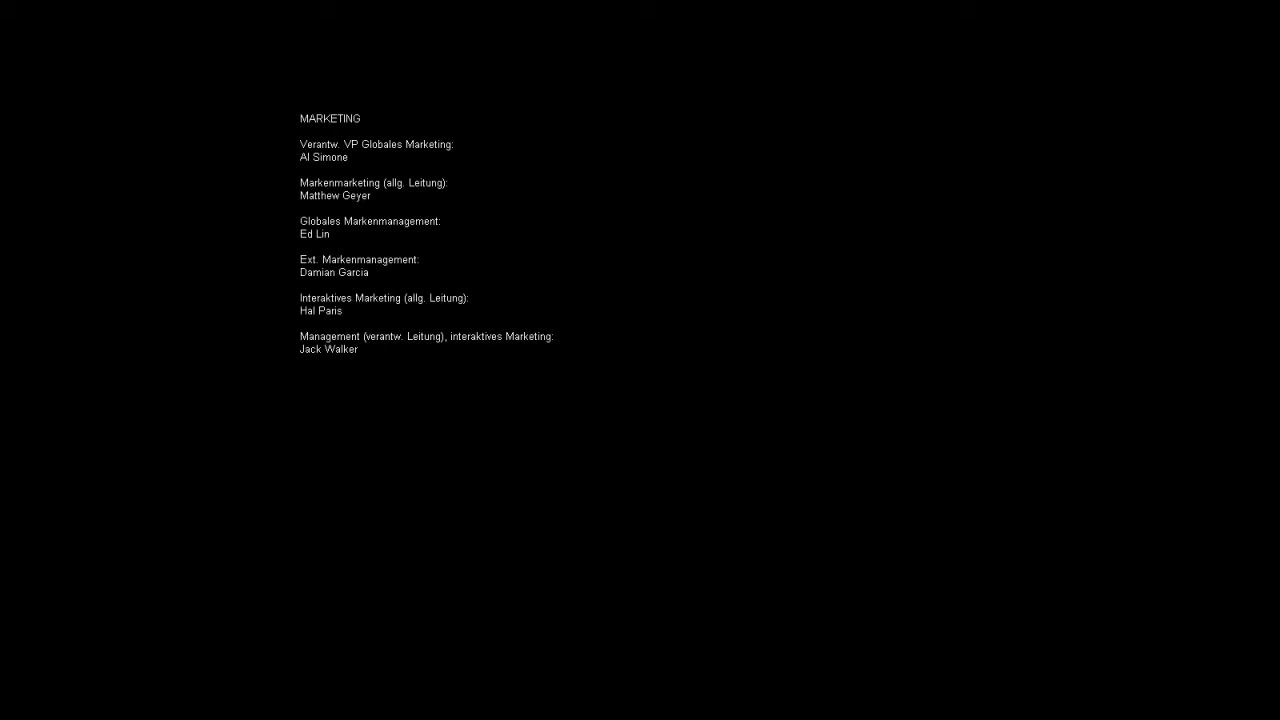 MARKETING
Verantw. VP Globales Marketing:
Al Simone
Markenmarketing (allg. Leitung):
Matthew Geyer
Globales Markenmanagement:
Ed Lin
Ext. Markenmanagement:
Damian Garcia
Interaktives Marketing (allg. Leitung):
Hal Paris
Management (verantw. Leitung), interaktives Marketing:
Jack Walker